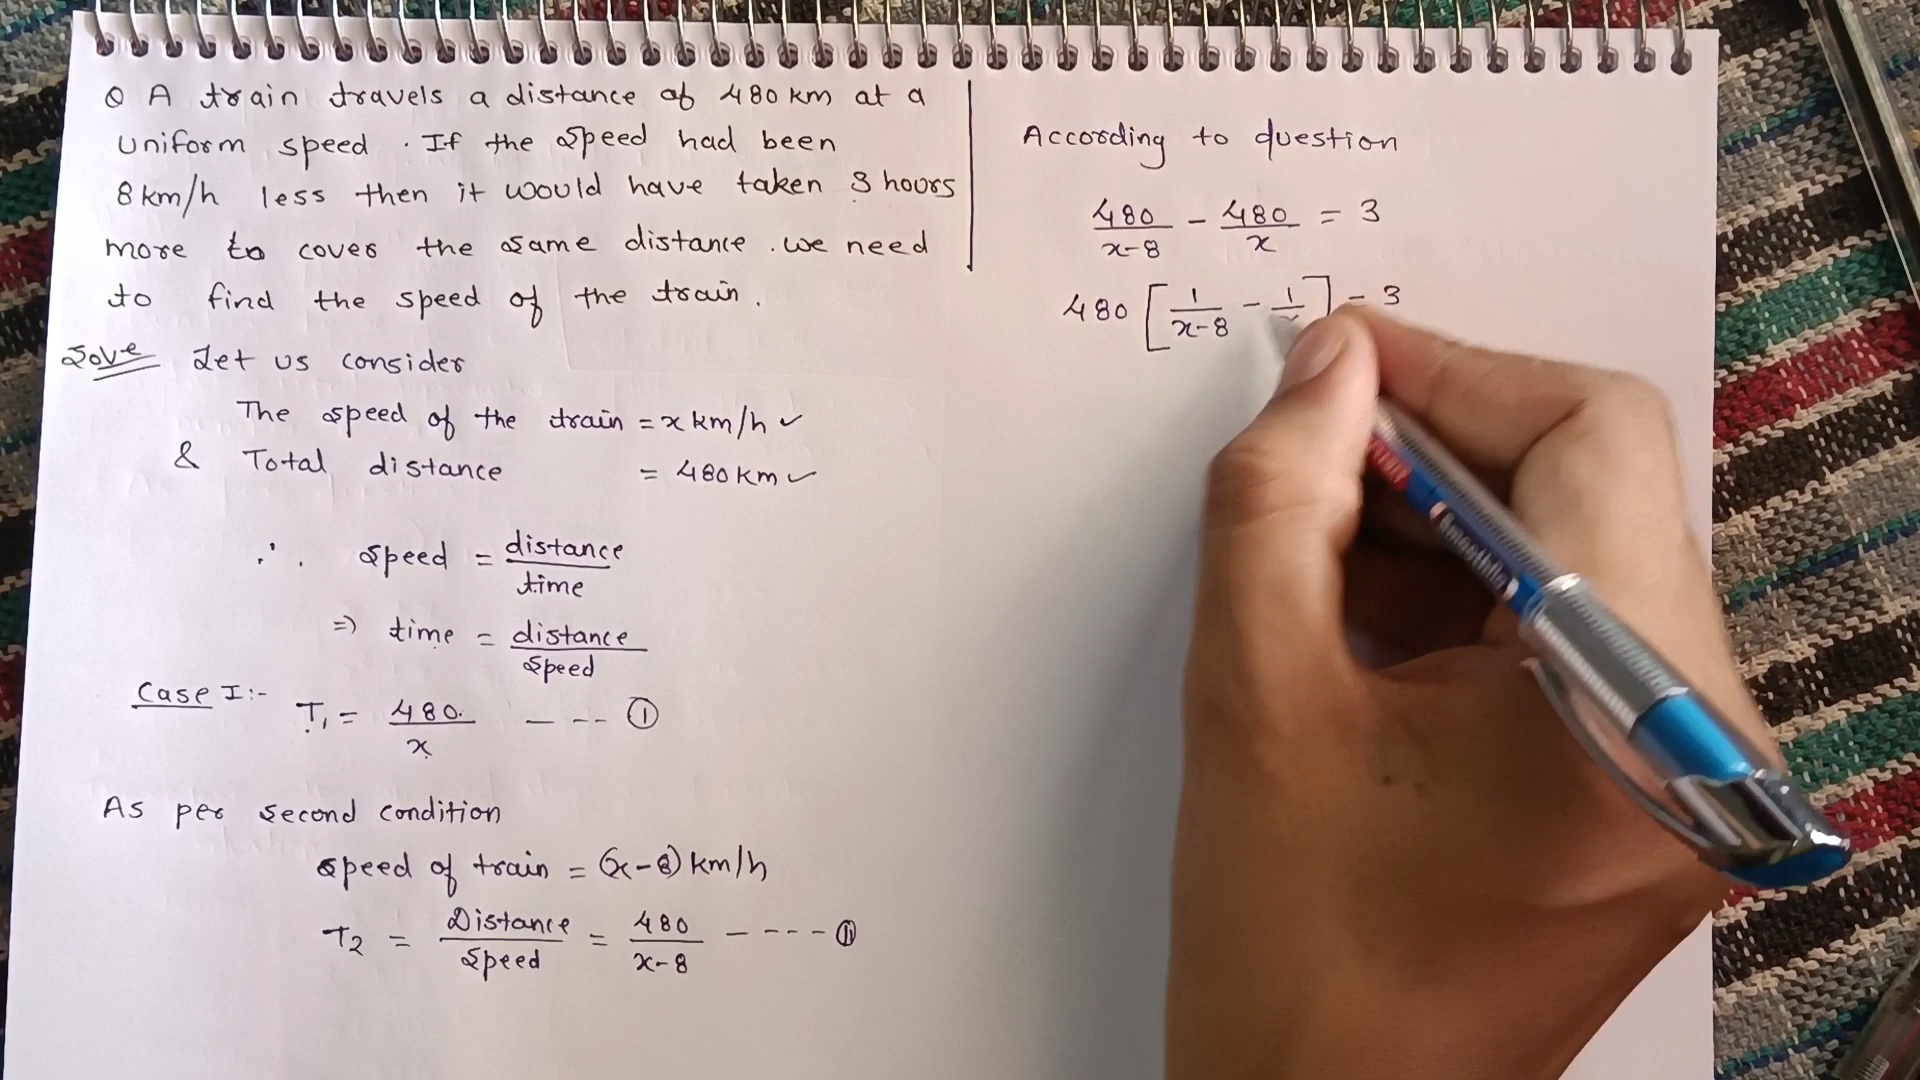 Q A train travels a distance of 480 km at a
uniform speed. If the speed had been
8 km/h less then it would have taken 3 hours
more to cover the same distance. we need
to find the speed of the train.
Solve Let us consider
The speed of the train = x km/h ✓
& Total distance = 480 km ✓
∴ speed = distance/time
⇒ time = distance/speed
Case I:- T₁ = 480/x – – – ①
As per second condition
speed of train = (x-8) km/h
T₂ = Distance/Speed = 480/x-8 – – – – ⑪
According to question
480/x-8 - 480/x = 3
480 [1/x-8 - 1/x] = 3